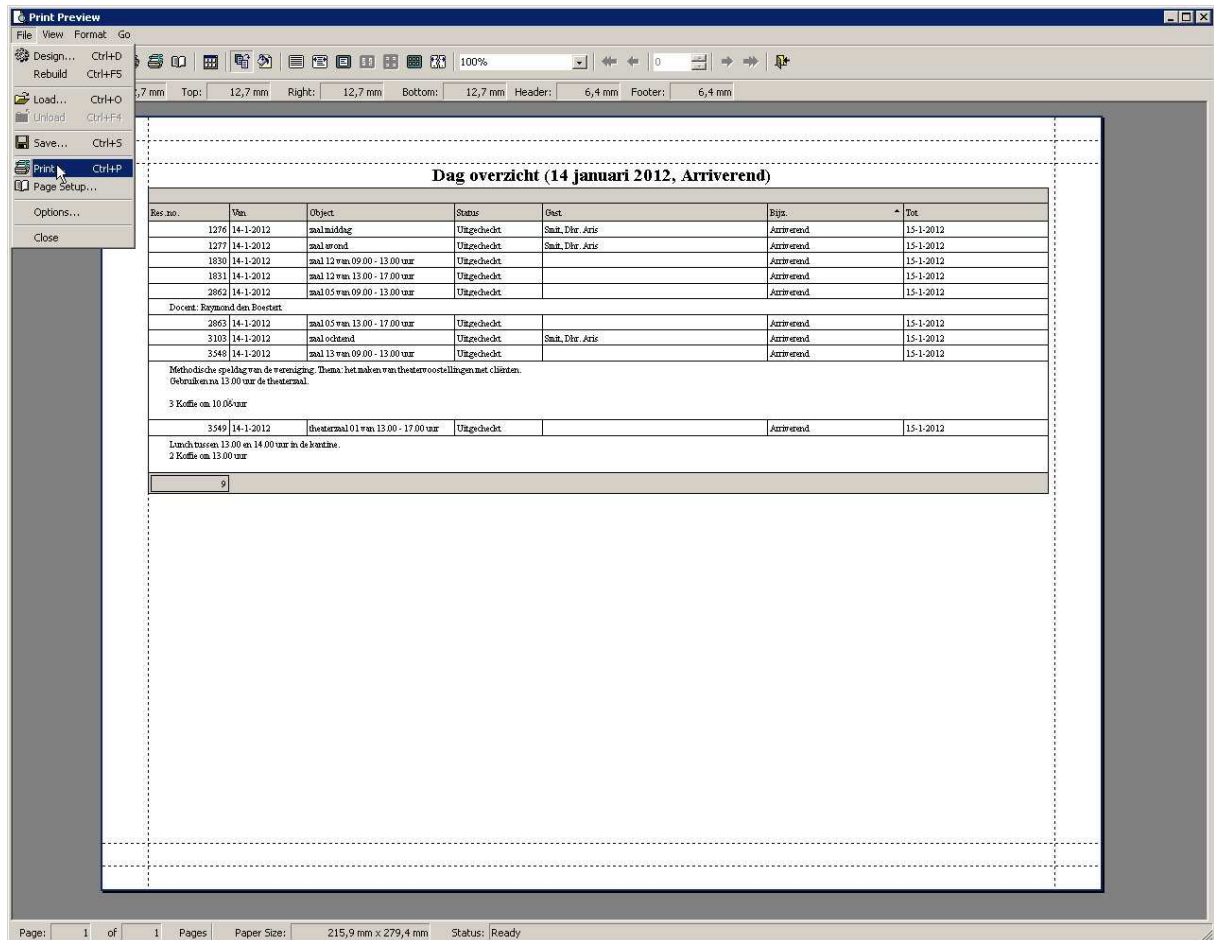 Print Preview
File View Format Go
Design... Ctrl+D
Rebuild Ctrl+F5
Load... Ctrl+O
Unload Ctrl+F4
Save... Ctrl+S
Print Ctrl+P
Page Setup...
Options...
Close
100% 0
,7 mm Top: 12,7 mm Right: 12,7 mm Bottom: 12,7 mm Header: 6,4 mm Footer: 6,4 mm
Dag overzicht (14 januari 2012, Arriverend)
Res.no. Van Object Status Gast Bijz. Tot
1276 14-1-2012 zaal middag Uitgecheckt Smit, Dhr. Aris Arriverend 15-1-2012
1277 14-1-2012 zaal avond Uitgecheckt Smit, Dhr. Aris Arriverend 15-1-2012
1830 14-1-2012 zaal 12 van 09.00 - 13.00 uur Uitgecheckt Arriverend 15-1-2012
1831 14-1-2012 zaal 12 van 13.00 - 17.00 uur Uitgecheckt Arriverend 15-1-2012
2862 14-1-2012 zaal 05 van 09.00 - 13.00 uur Uitgecheckt Arriverend 15-1-2012
Docent: Raymond den Boestert
2863 14-1-2012 zaal 05 van 13.00 - 17.00 uur Uitgecheckt Arriverend 15-1-2012
3103 14-1-2012 zaal ochtend Uitgecheckt Smit, Dhr. Aris Arriverend 15-1-2012
3548 14-1-2012 zaal 13 van 09.00 - 13.00 uur Uitgecheckt Arriverend 15-1-2012
Methodische speldag van de vereniging. Thema: het maken van theatervoostellingen met cliënten.
Gebruiken na 13.00 uur de theaterzaal.
3 Koffie om 10.0& uur
3549 14-1-2012 theaterzaal 01 van 13.00 - 17.00 uur Uitgecheckt Arriverend 15-1-2012
Lunch tussen 13.00 en 14.00 uur in de kantine.
2 Koffie om 13.00 uur
9
Page: 1 of 1 Pages Paper Size: 215,9 mm x 279,4 mm Status: Ready